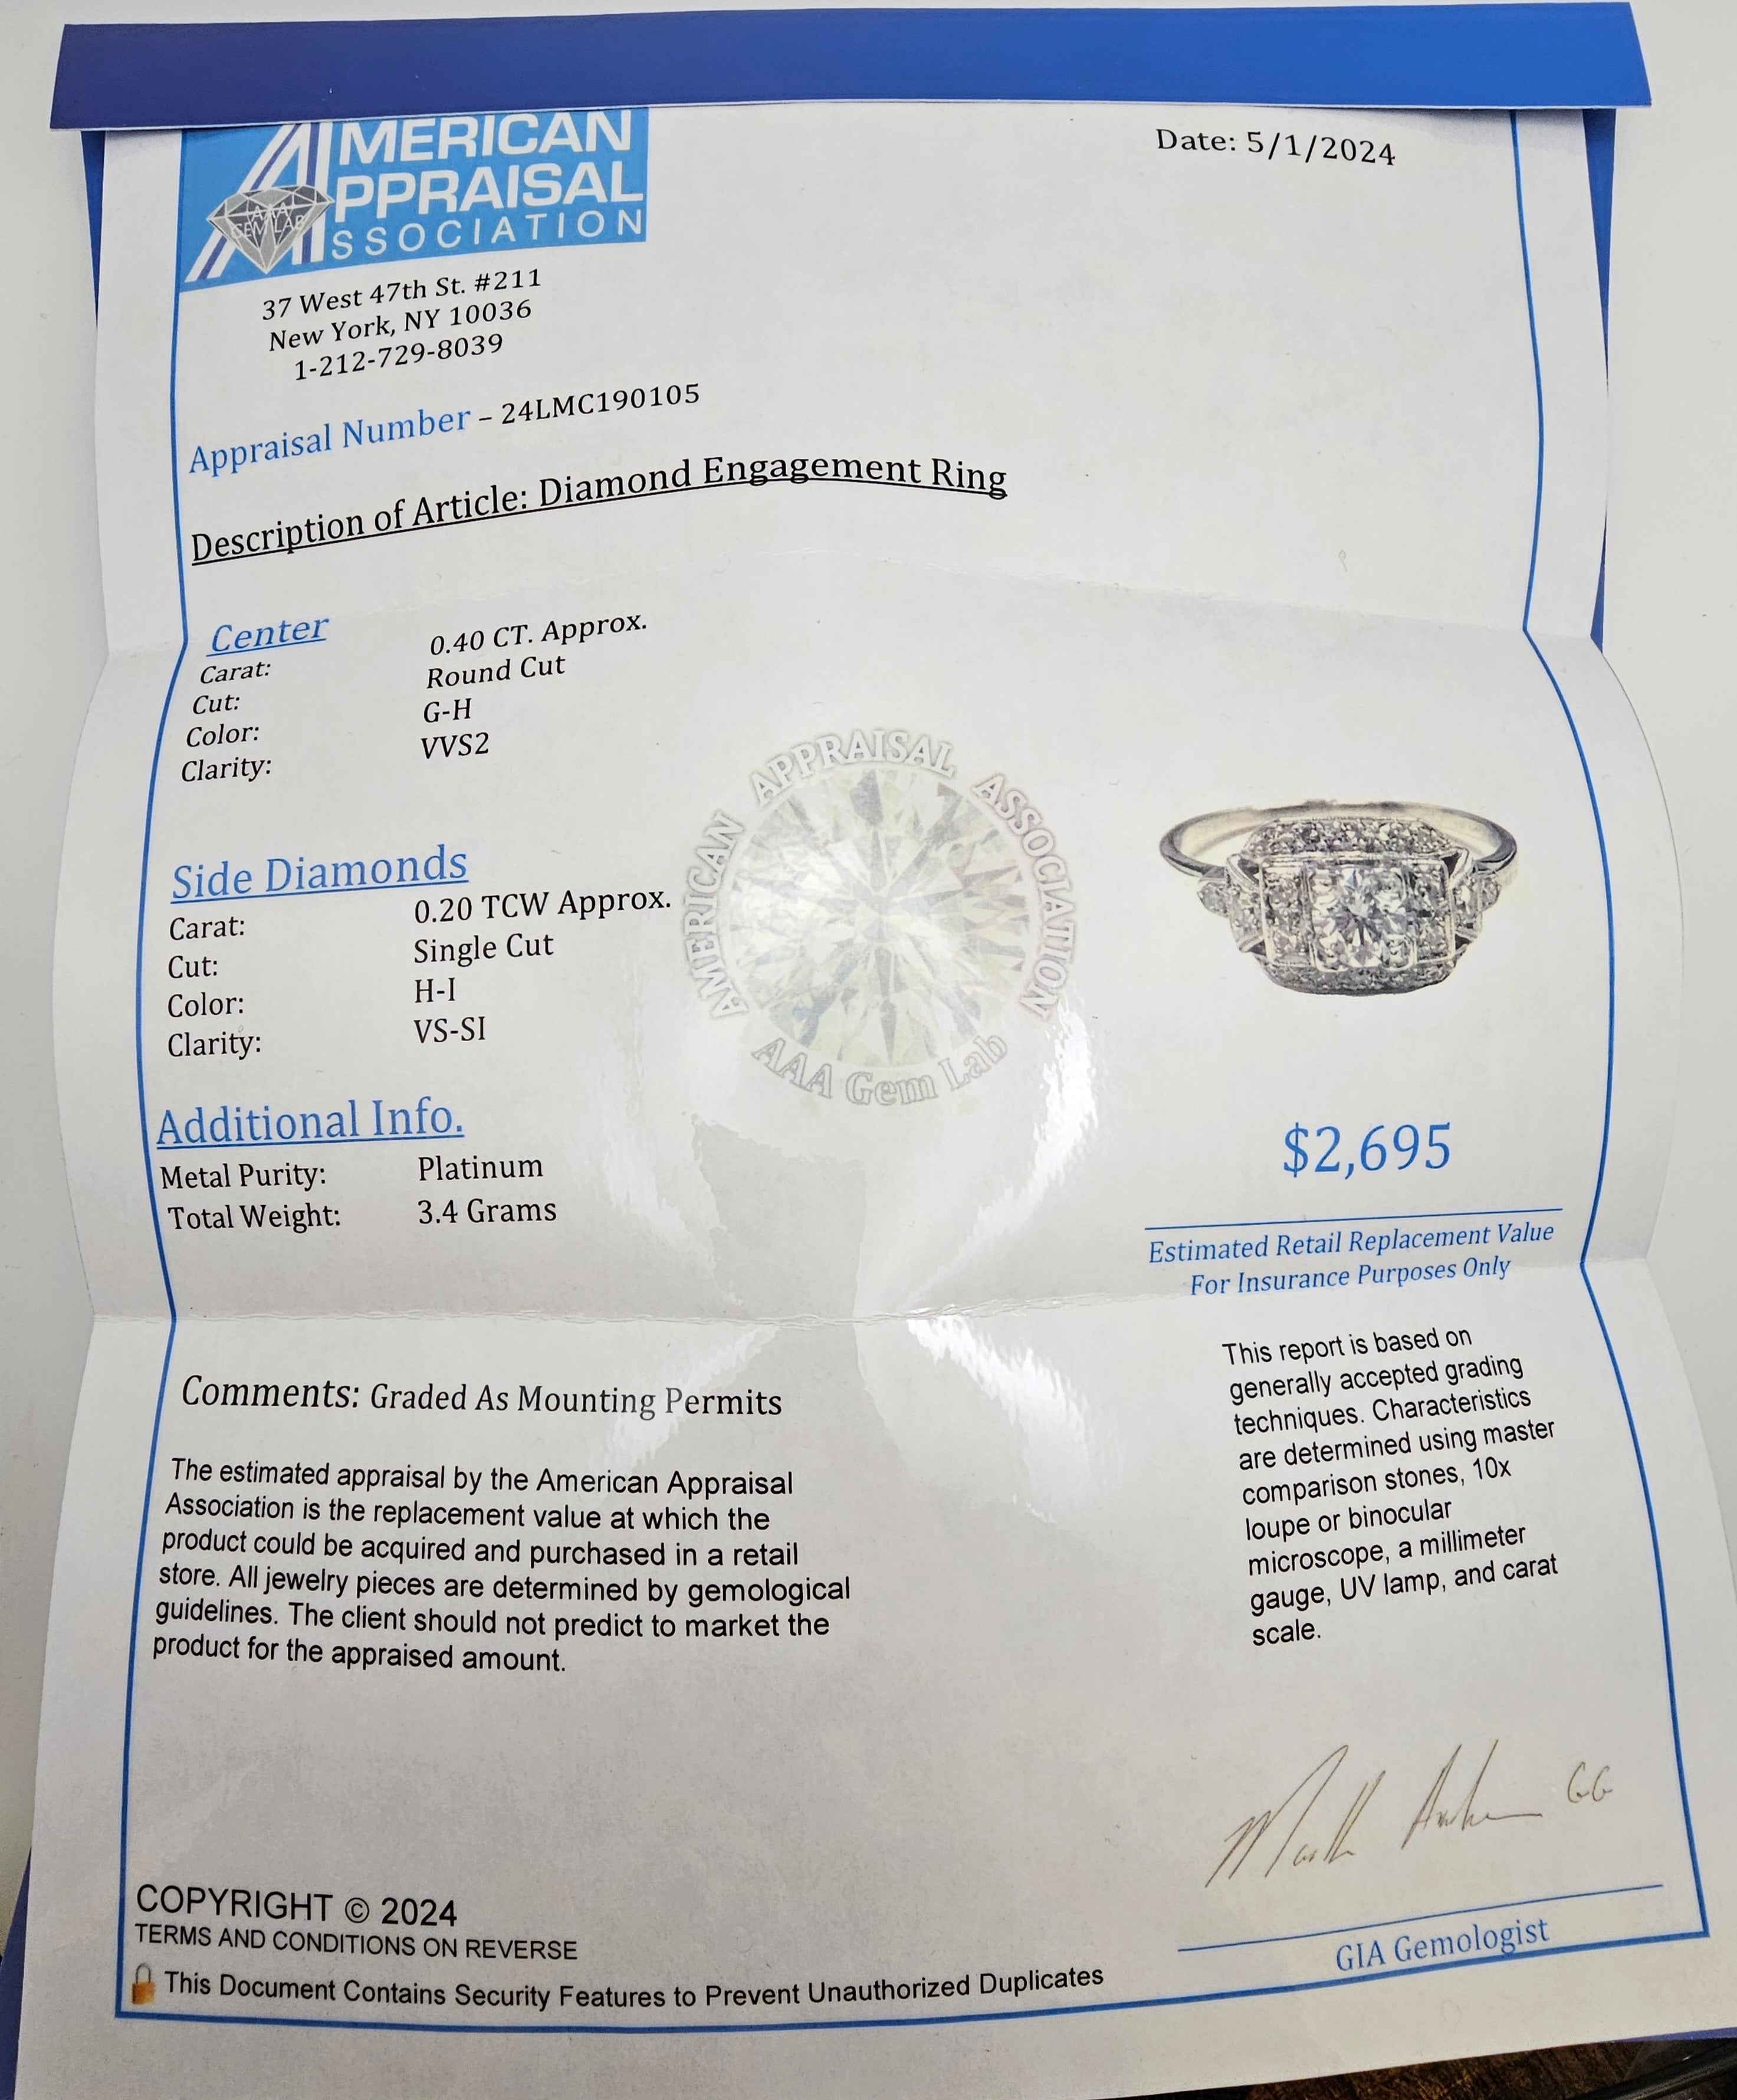 AMERICAN
APPRAISAL
ASSOCIATION
AAA
GEM LAB
Date: 5/1/2024
37 West 47th St. #211
New York, NY 10036
1-212-729-8039
Appraisal Number – 24LMC190105
Description of Article: Diamond Engagement Ring
Center
Carat: 0.40 CT. Approx.
Cut: Round Cut
Color: G-H
Clarity: VVS2
Side Diamonds
Carat: 0.20 TCW Approx.
Cut: Single Cut
Color: H-I
Clarity: VS-SI
Additional Info.
Metal Purity: Platinum
Total Weight: 3.4 Grams
AMERICAN APPRAISAL ASSOCIATION
AAA Gem Lab
$2,695
Estimated Retail Replacement Value
For Insurance Purposes Only
Comments: Graded As Mounting Permits
The estimated appraisal by the American Appraisal
Association is the replacement value at which the
product could be acquired and purchased in a retail
store. All jewelry pieces are determined by gemological
guidelines. The client should not predict to market the
product for the appraised amount.
This report is based on
generally accepted grading
techniques. Characteristics
are determined using master
comparison stones, 10x
loupe or binocular
microscope, a millimeter
gauge, UV lamp, and carat
scale.
GG
GIA Gemologist
COPYRIGHT © 2024
TERMS AND CONDITIONS ON REVERSE
This Document Contains Security Features to Prevent Unauthorized Duplicates